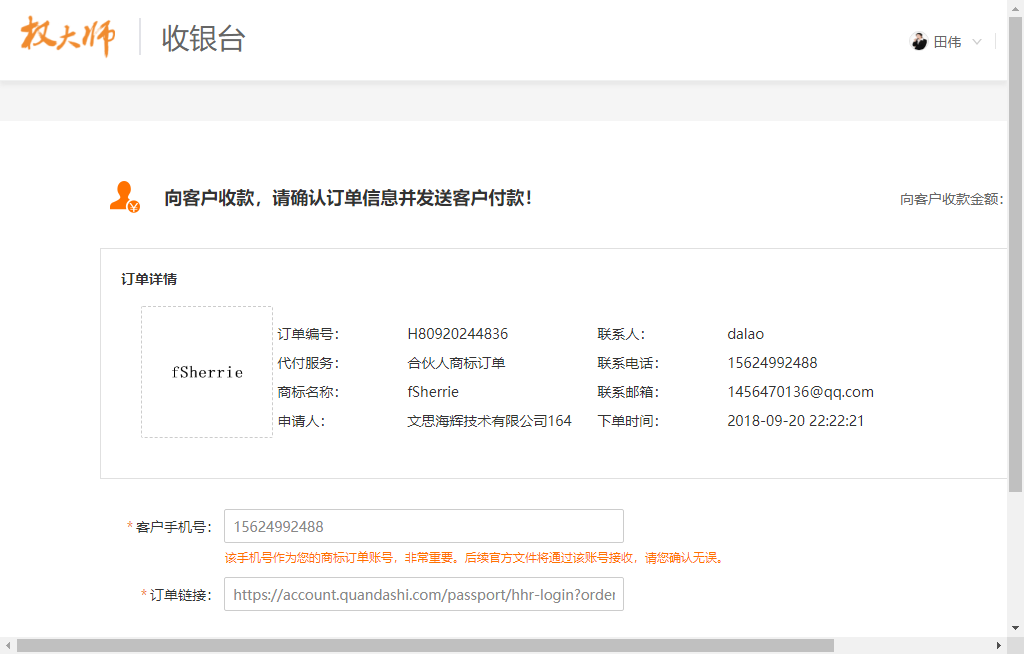 权大师 收银台 田伟
向客户收款，请确认订单信息并发送客户付款！ 向客户收款金额：
订单详情
fSherrie
订单编号： H80920244836 联系人： dalao
代付服务： 合伙人商标订单 联系电话： 15624992488
商标名称： fSherrie 联系邮箱： 1456470136@qq.com
申请人： 文思海辉技术有限公司164 下单时间： 2018-09-20 22:22:21
*客户手机号： 15624992488
该手机号作为您的商标订单账号，非常重要。后续官方文件将通过该账号接收，请您确认无误。
*订单链接： https://account.quandashi.com/passport/hhr-login?order